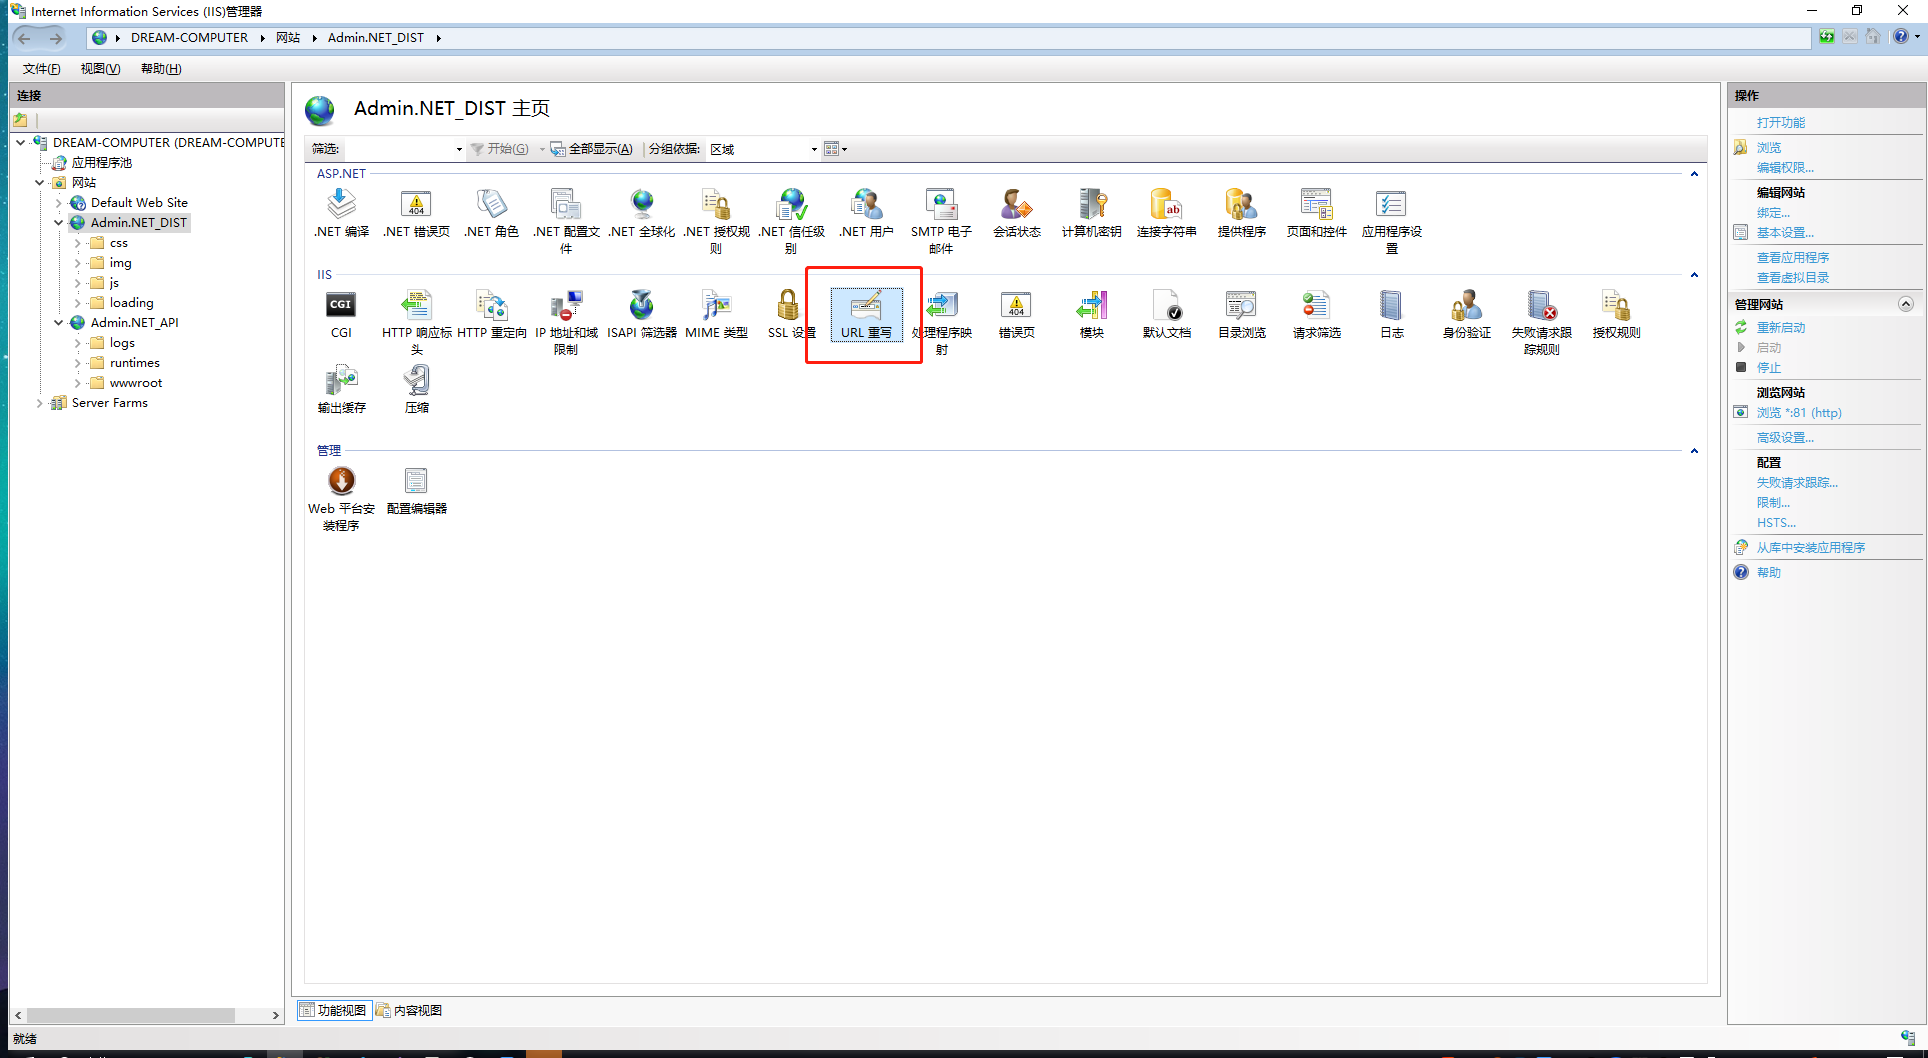 Internet Information Services (IIS)管理器
DREAM-COMPUTER
网站
Admin.NET_DIST
文件(F)
视图(V)
帮助(H)
连接
DREAM-COMPUTER (DREAM-COMPUTE
应用程序池
网站
Default Web Site
Admin.NET_DIST
css
img
js
loading
Admin.NET_API
logs
runtimes
wwwroot
Server Farms
Admin.NET_DIST 主页
筛选:
开始(G)
全部显示(A)
分组依据:
区域
ASP.NET
.NET 编译
.NET 错误页
.NET 角色
.NET 配置文
件
.NET 全球化
.NET 授权规
则
.NET 信任级
别
.NET 用户
SMTP 电子
邮件
会话状态
计算机密钥
连接字符串
提供程序
页面和控件
应用程序设
置
IIS
CGI
CGI
HTTP 响应标
头
HTTP 重定向
IP 地址和域
限制
ISAPI 筛选器
MIME 类型
SSL 设置
URL 重写
处理程序映
射
错误页
模块
默认文档
目录浏览
请求筛选
日志
身份验证
失败请求跟
踪规则
授权规则
输出缓存
压缩
管理
Web 平台安
装程序
配置编辑器
功能视图
内容视图
操作
打开功能
浏览
编辑权限...
编辑网站
绑定...
基本设置...
查看应用程序
查看虚拟目录
管理网站
重新启动
启动
停止
浏览网站
浏览 *:81 (http)
高级设置...
配置
失败请求跟踪...
限制...
HSTS...
从库中安装应用程序
帮助
就绪
404
ab
404